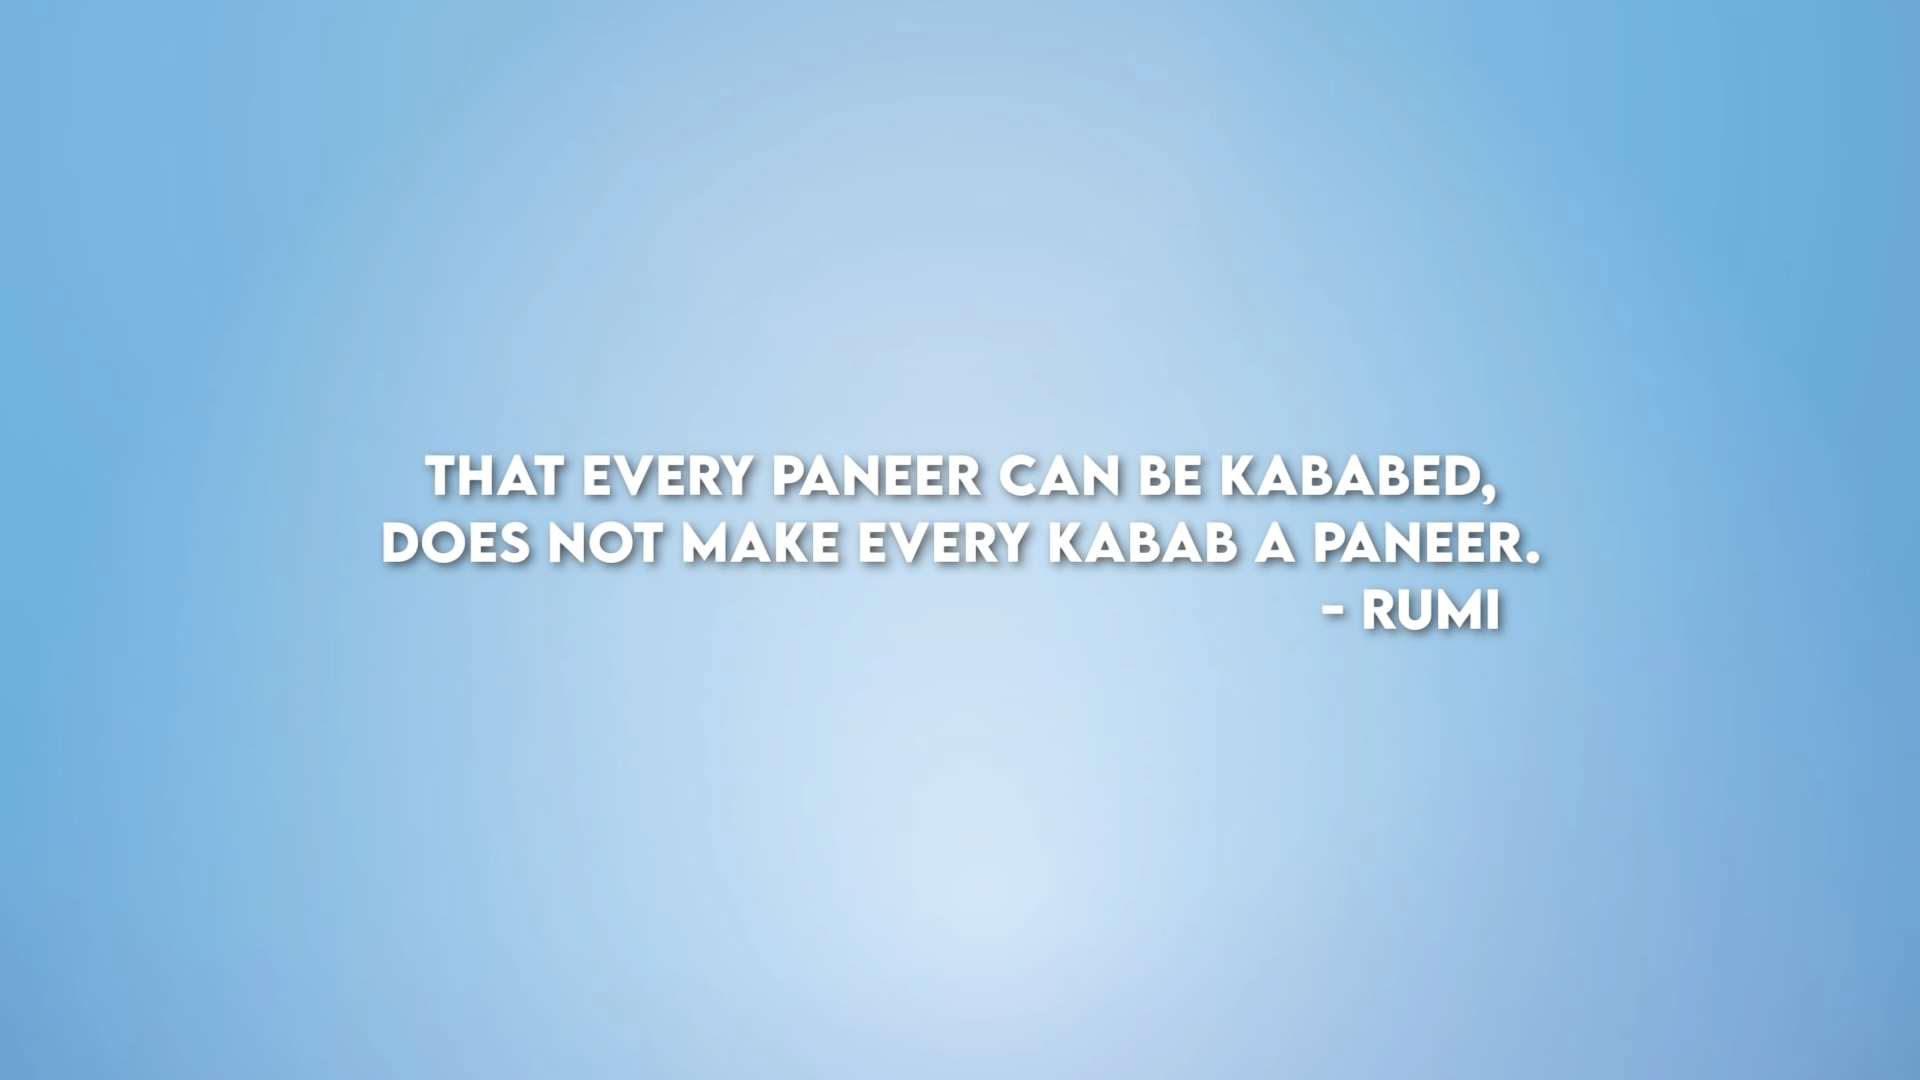 THAT EVERY PANEER CAN BE KABABED,
DOES NOT MAKE EVERY KABAB A PANEER.
- RUMI